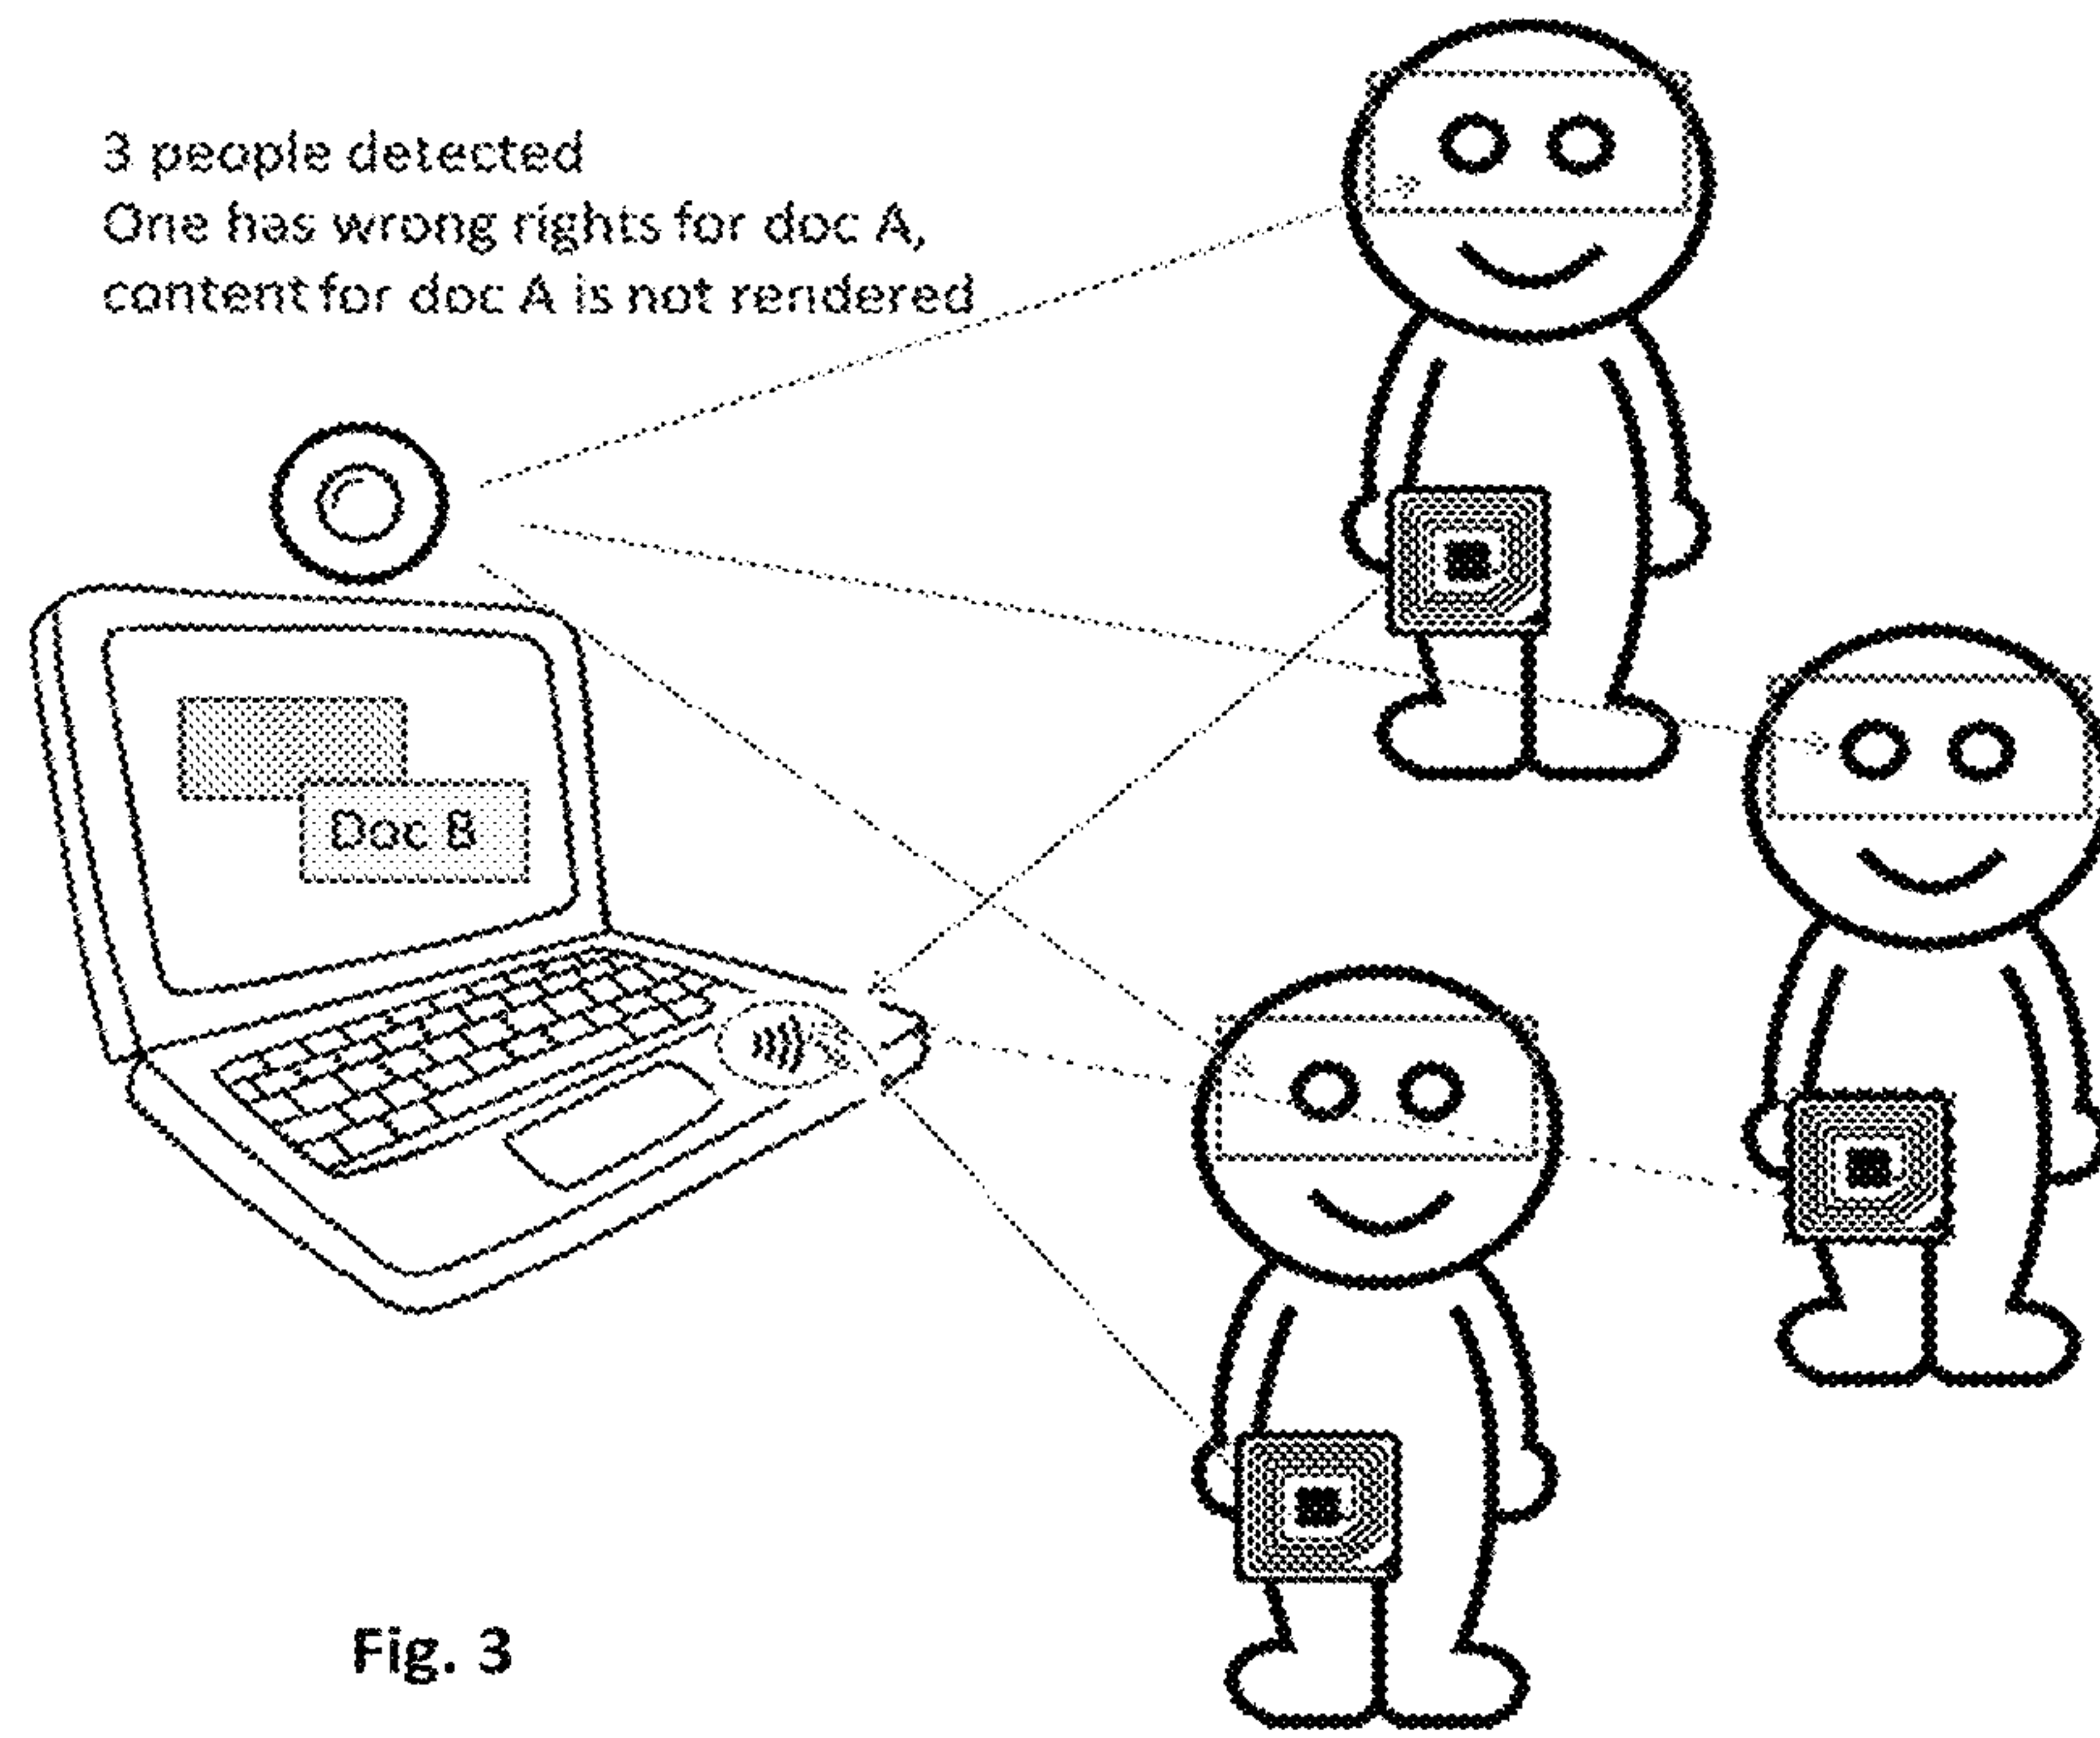 3 people detected
One has wrong rights for doc A,
content for doc A is not rendered
Doc B
Fig. 3